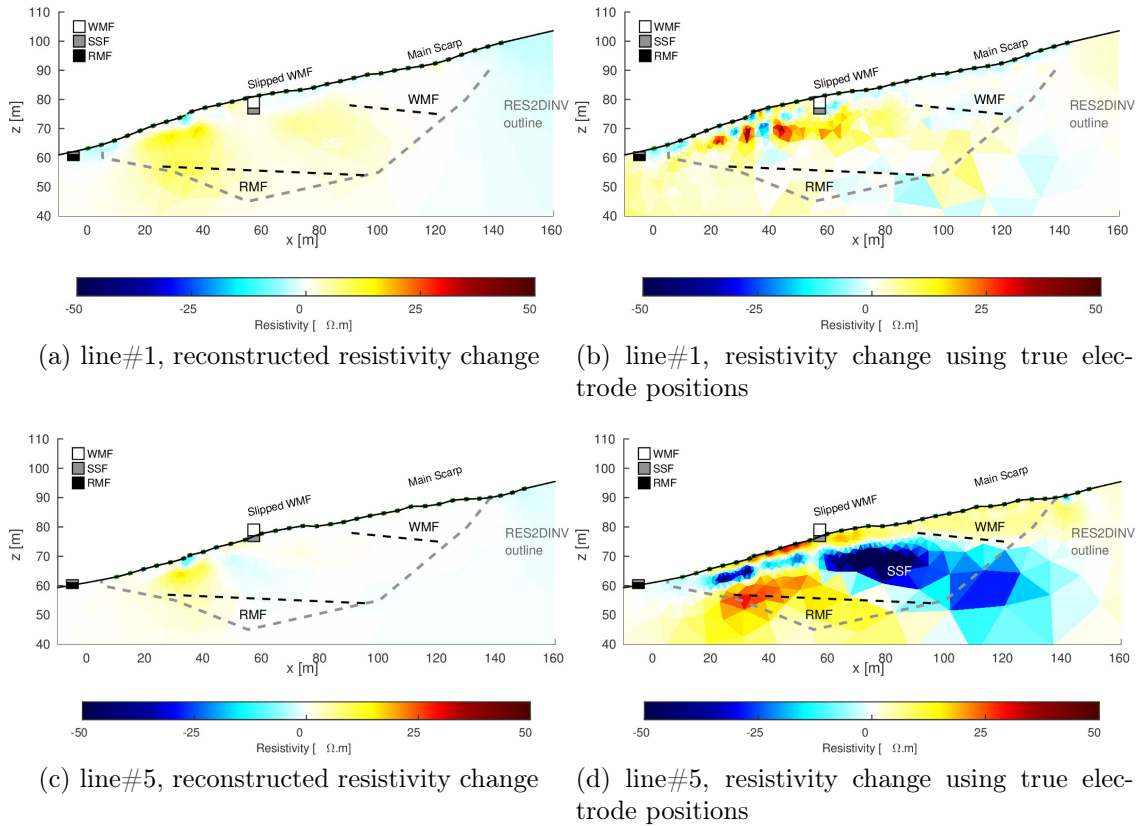 110
100
90
80
70
60
50
40
z [m]
WMF
SSF
RMF
Slipped WMF
Main Scarp
WMF
SSF
RMF
RES2DINV
outline
0 20 40 60 80 100 120 140 160
x [m]
-50 -25 0 25 50
Resistivity [ Ω.m]
(a) line#1, reconstructed resistivity change
110
100
90
80
70
60
50
40
z [m]
WMF
SSF
RMF
Slipped WMF
Main Scarp
WMF
RMF
RES2DINV
outline
0 20 40 60 80 100 120 140 160
x [m]
-50 -25 0 25 50
Resistivity [ Ω.m]
(b) line#1, resistivity change using true elec-
trode positions
110
100
90
80
70
60
50
40
z [m]
WMF
SSF
RMF
Slipped WMF
Main Scarp
WMF
RMF
RES2DINV
outline
0 20 40 60 80 100 120 140 160
x [m]
-50 -25 0 25 50
Resistivity [ Ω.m]
(c) line#5, reconstructed resistivity change
110
100
90
80
70
60
50
40
z [m]
WMF
SSF
RMF
Slipped WMF
Main Scarp
WMF
SSF
RMF
RES2DINV
outline
0 20 40 60 80 100 120 140 160
x [m]
-50 -25 0 25 50
Resistivity [ Ω.m]
(d) line#5, resistivity change using true elec-
trode positions